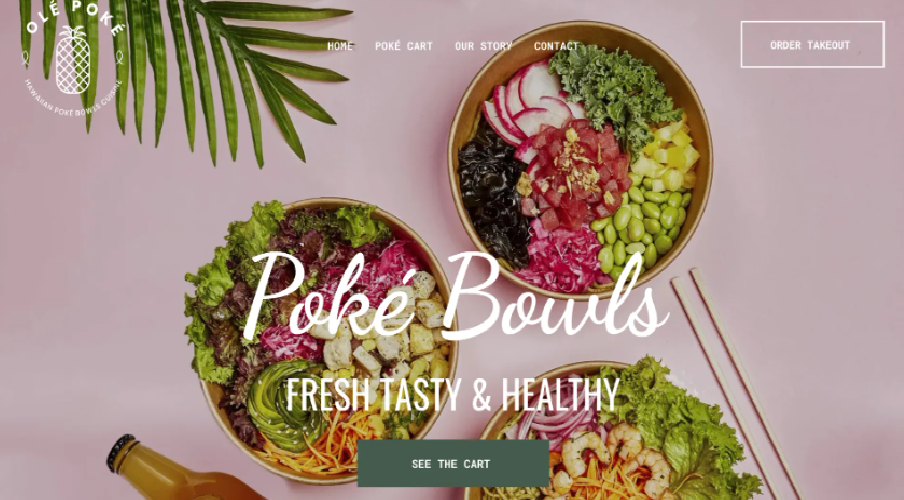 OLÉ POKÉ
HAWAIIAN POKÉ BOWLS CUISINE
HOME POKÉ CART OUR STORY CONTACT
ORDER TAKEOUT
Poké Bowls
FRESH TASTY & HEALTHY
SEE THE CART